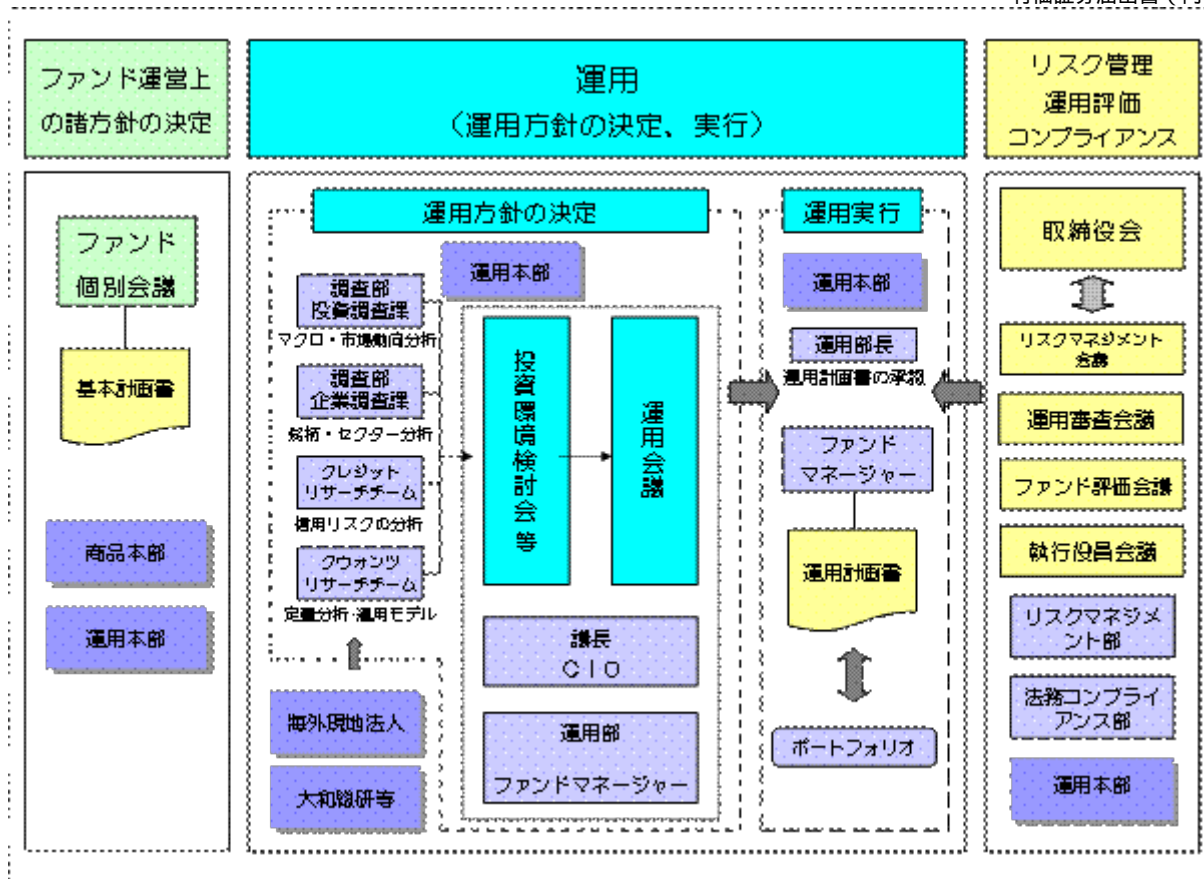 ファンド運営上
の諸方針の決定
運用
（運用方針の決定、実行）
リスク管理
運用評価
コンプライアンス
ファンド
個別会議
基本計画書
商品本部
運用本部
運用方針の決定
運用本部
調査部
投資調査課
マクロ・市場動向分析
調査部
企業調査課
銘柄・セクター分析
クレジット
リサーチチーム
信用リスクの分析
クウォンツ
リサーチチーム
定量分析・運用モデル
海外現地法人
大和総研等
投資環境検討会等
運用会議
議長
CIO
運用部
ファンドマネージャー
運用実行
運用本部
運用部長
運用計画書の承認
ファンド
マネージャー
運用計画書
ポートフォリオ
取締役会
リスクマネジメント
会議
運用審査会議
ファンド評価会議
執行役員会議
リスクマネジメ
ント部
法務コンプライ
アンス部
運用本部